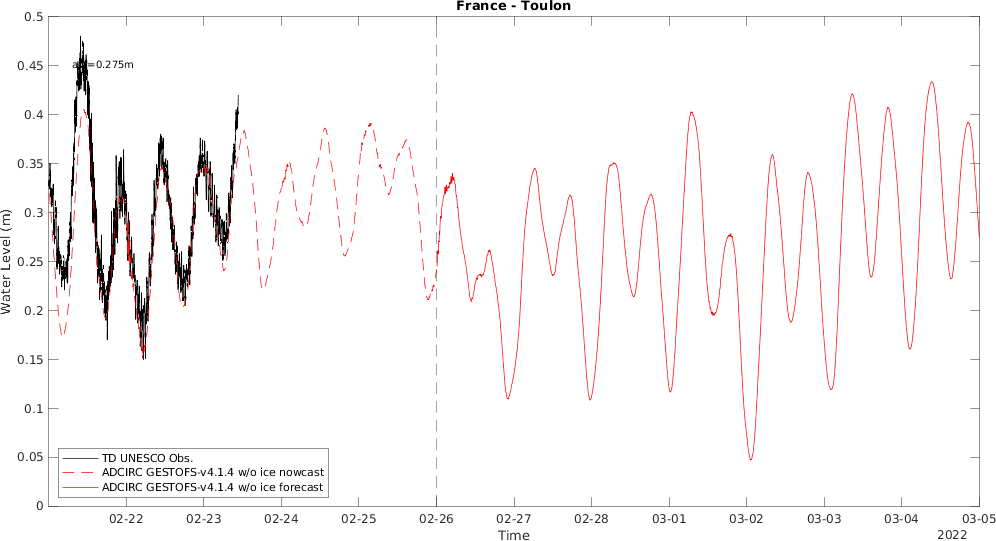 France - Toulon
0.5
0.45
0.4
0.35
0.3
0.25
0.2
0.15
0.1
0.05
0
Water Level (m)
=0.275m
TD UNESCO Obs.
ADCIRC GESTOFS-v4.1.4 w/o ice nowcast
ADCIRC GESTOFS-v4.1.4 w/o ice forecast
02-22 02-23 02-24 02-25 02-26 02-27 02-28 03-01 03-02 03-03 03-04 03-05
Time
2022